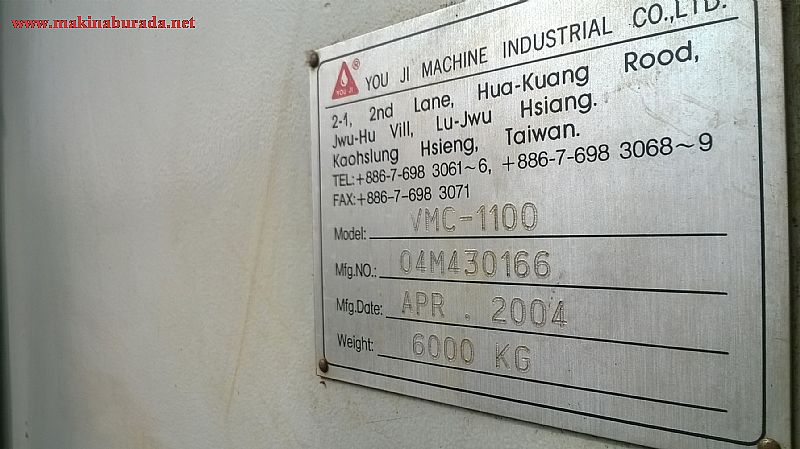 www.makinaburada.net
YOU JI MACHINE INDUSTRIAL CO.,LTD.
YOU JI
2-1, 2nd Lane, Hua-Kuang Rood,
Jwu-Hu Vill, Lu-Jwu Hsiang.
Kaohsiung Hsieng, Taiwan.
TEL:+886-7-698 3061~6, +886-7-698 3068~9
FAX:+886-7-698 3071
Model: VMC-1100
Mfg.NO.: 04M430166
Mfg.Date: APR . 2004
Weight: 6000 KG